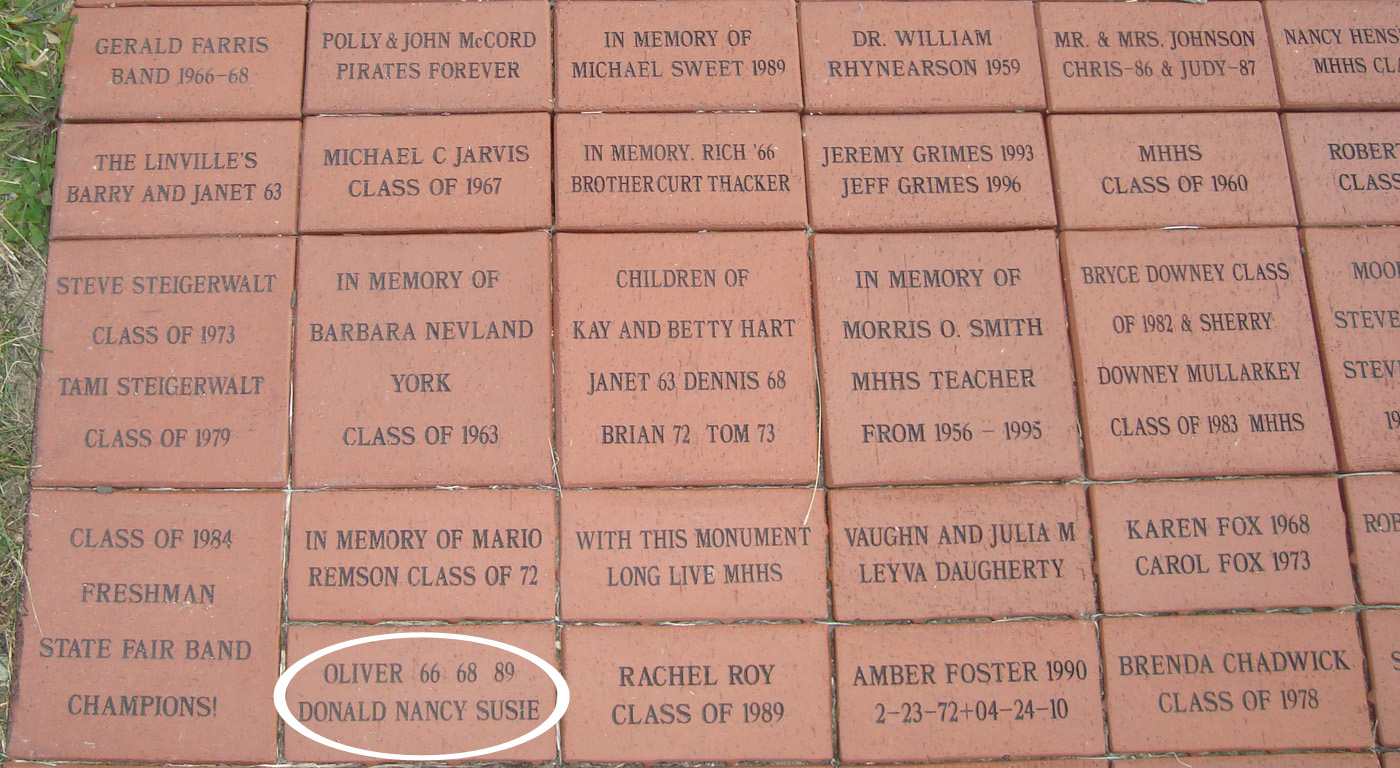 GERALD FARRIS
BAND 1966-68
POLLY & JOHN McCORD
PIRATES FOREVER
IN MEMORY OF
MICHAEL SWEET 1989
DR. WILLIAM
RHYNEARSON 1959
MR. & MRS. JOHNSON
CHRIS-86 & JUDY-87
NANCY
MHHS
THE LINVILLE'S
BARRY AND JANET 63
MICHAEL C JARVIS
CLASS OF 1967
IN MEMORY. RICH '66
BROTHER CURT THACKER
JEREMY GRIMES 1993
JEFF GRIMES 1996
MHHS
CLASS OF 1960
ROBERT
CLASS
STEVE STEIGERWALT
CLASS OF 1973
TAMI STEIGERWALT
CLASS OF 1979
IN MEMORY OF
BARBARA NEVLAND
YORK
CLASS OF 1963
CHILDREN OF
KAY AND BETTY HART
JANET 63 DENNIS 68
BRIAN 72 TOM 73
IN MEMORY OF
MORRIS O. SMITH
MHHS TEACHER
FROM 1956 - 1995
BRYCE DOWNEY CLASS
OF 1982 & SHERRY
DOWNEY MULLARKEY
CLASS OF 1983 MHHS
STEVE
CLASS OF 1984
FRESHMAN
STATE FAIR BAND
CHAMPIONS!
IN MEMORY OF MARIO
REMSON CLASS OF 72
WITH THIS MONUMENT
LONG LIVE MHHS
VAUGHN AND JULIA M
LEYVA DAUGHERTY
KAREN FOX 1968
CAROL FOX 1973
OLIVER 66 68 89
DONALD NANCY SUSIE
RACHEL ROY
CLASS OF 1989
AMBER FOSTER 1990
2-23-72+04-24-10
BRENDA CHADWICK
CLASS OF 1978